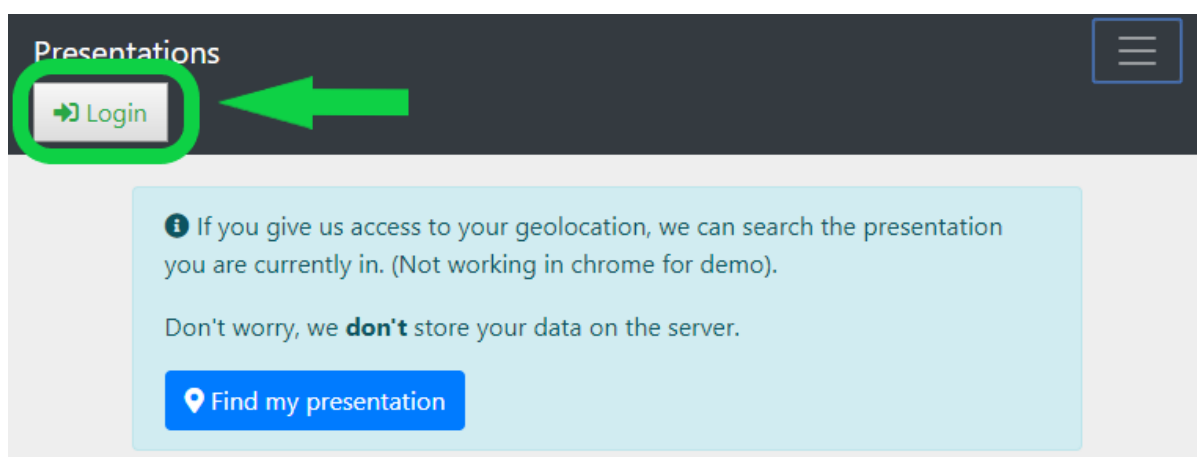 Presentations
Login
If you give us access to your geolocation, we can search the presentation
you are currently in. (Not working in chrome for demo).
Don't worry, we don't store your data on the server.
Find my presentation